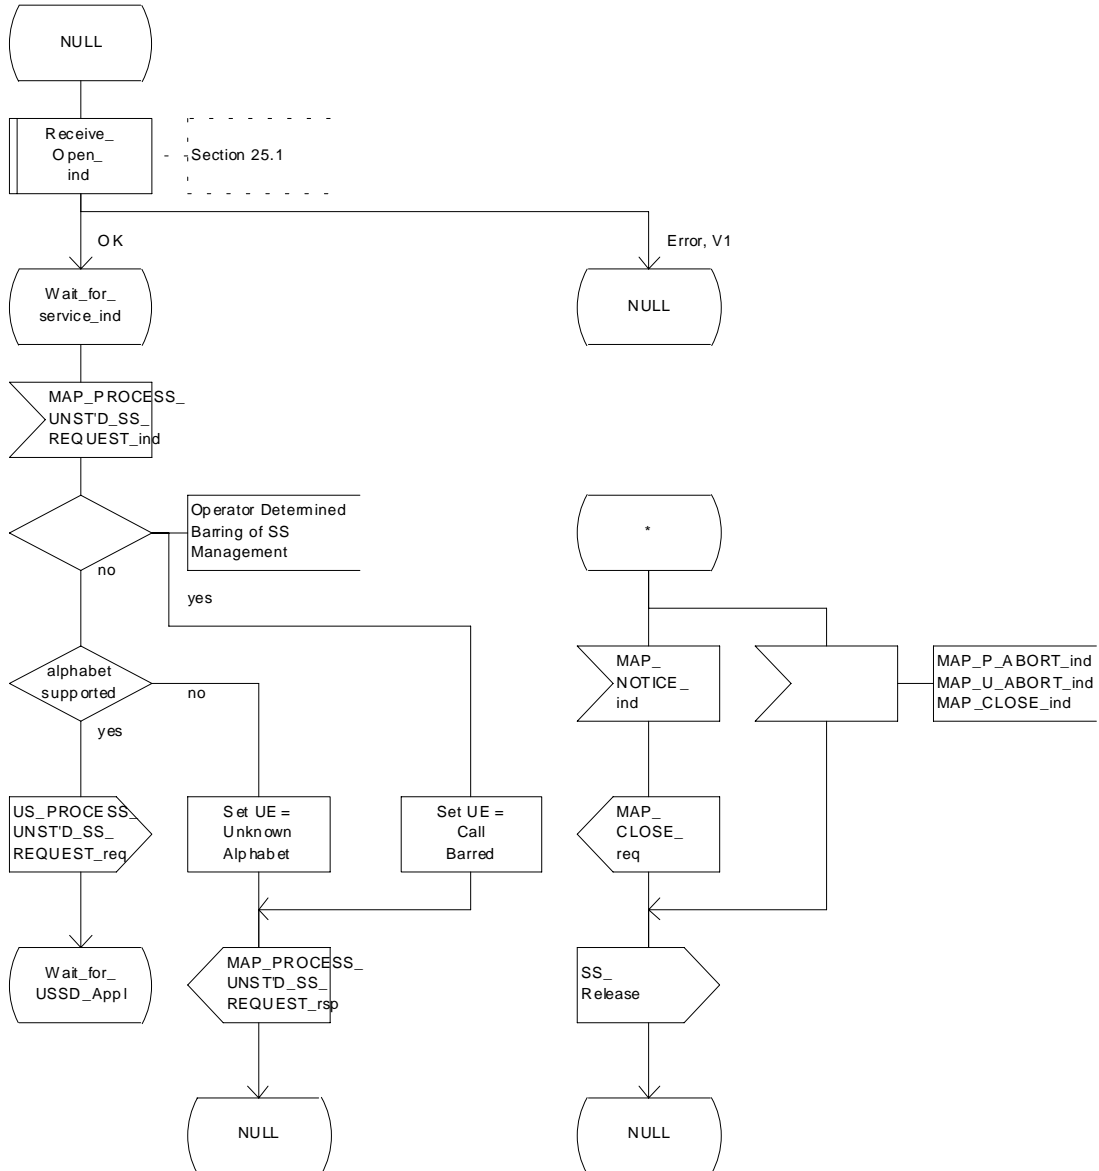 NULL
Receive_
Open_
ind
Section 25.1
OK
Error, V1
Wait_for_
service_ind
NULL
MAP_PROCESS_
UNST'D_SS_
REQUEST_ind
Operator Determined
Barring of SS
Management
*
no
yes
alphabet
supported
no
yes
MAP_
NOTICE_
ind
MAP_P_ABORT_ind
MAP_U_ABORT_ind
MAP_CLOSE_ind
US_PROCESS_
UNST'D_SS_
REQUEST_req
Set UE =
Unknown
Alphabet
Set UE =
Call
Barred
MAP_
CLOSE_
req
Wait_for_
USSD_Appl
MAP_PROCESS_
UNST'D_SS_
REQUEST_rsp
SS_
Release
NULL
NULL